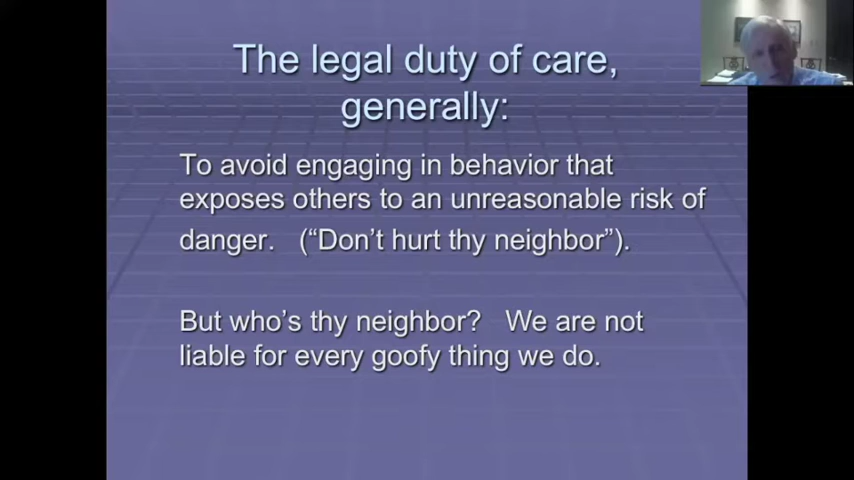 The legal duty of care,
generally:
To avoid engaging in behavior that
exposes others to an unreasonable risk of
danger.   (“Don’t hurt thy neighbor”).
But who’s thy neighbor?   We are not
liable for every goofy thing we do.